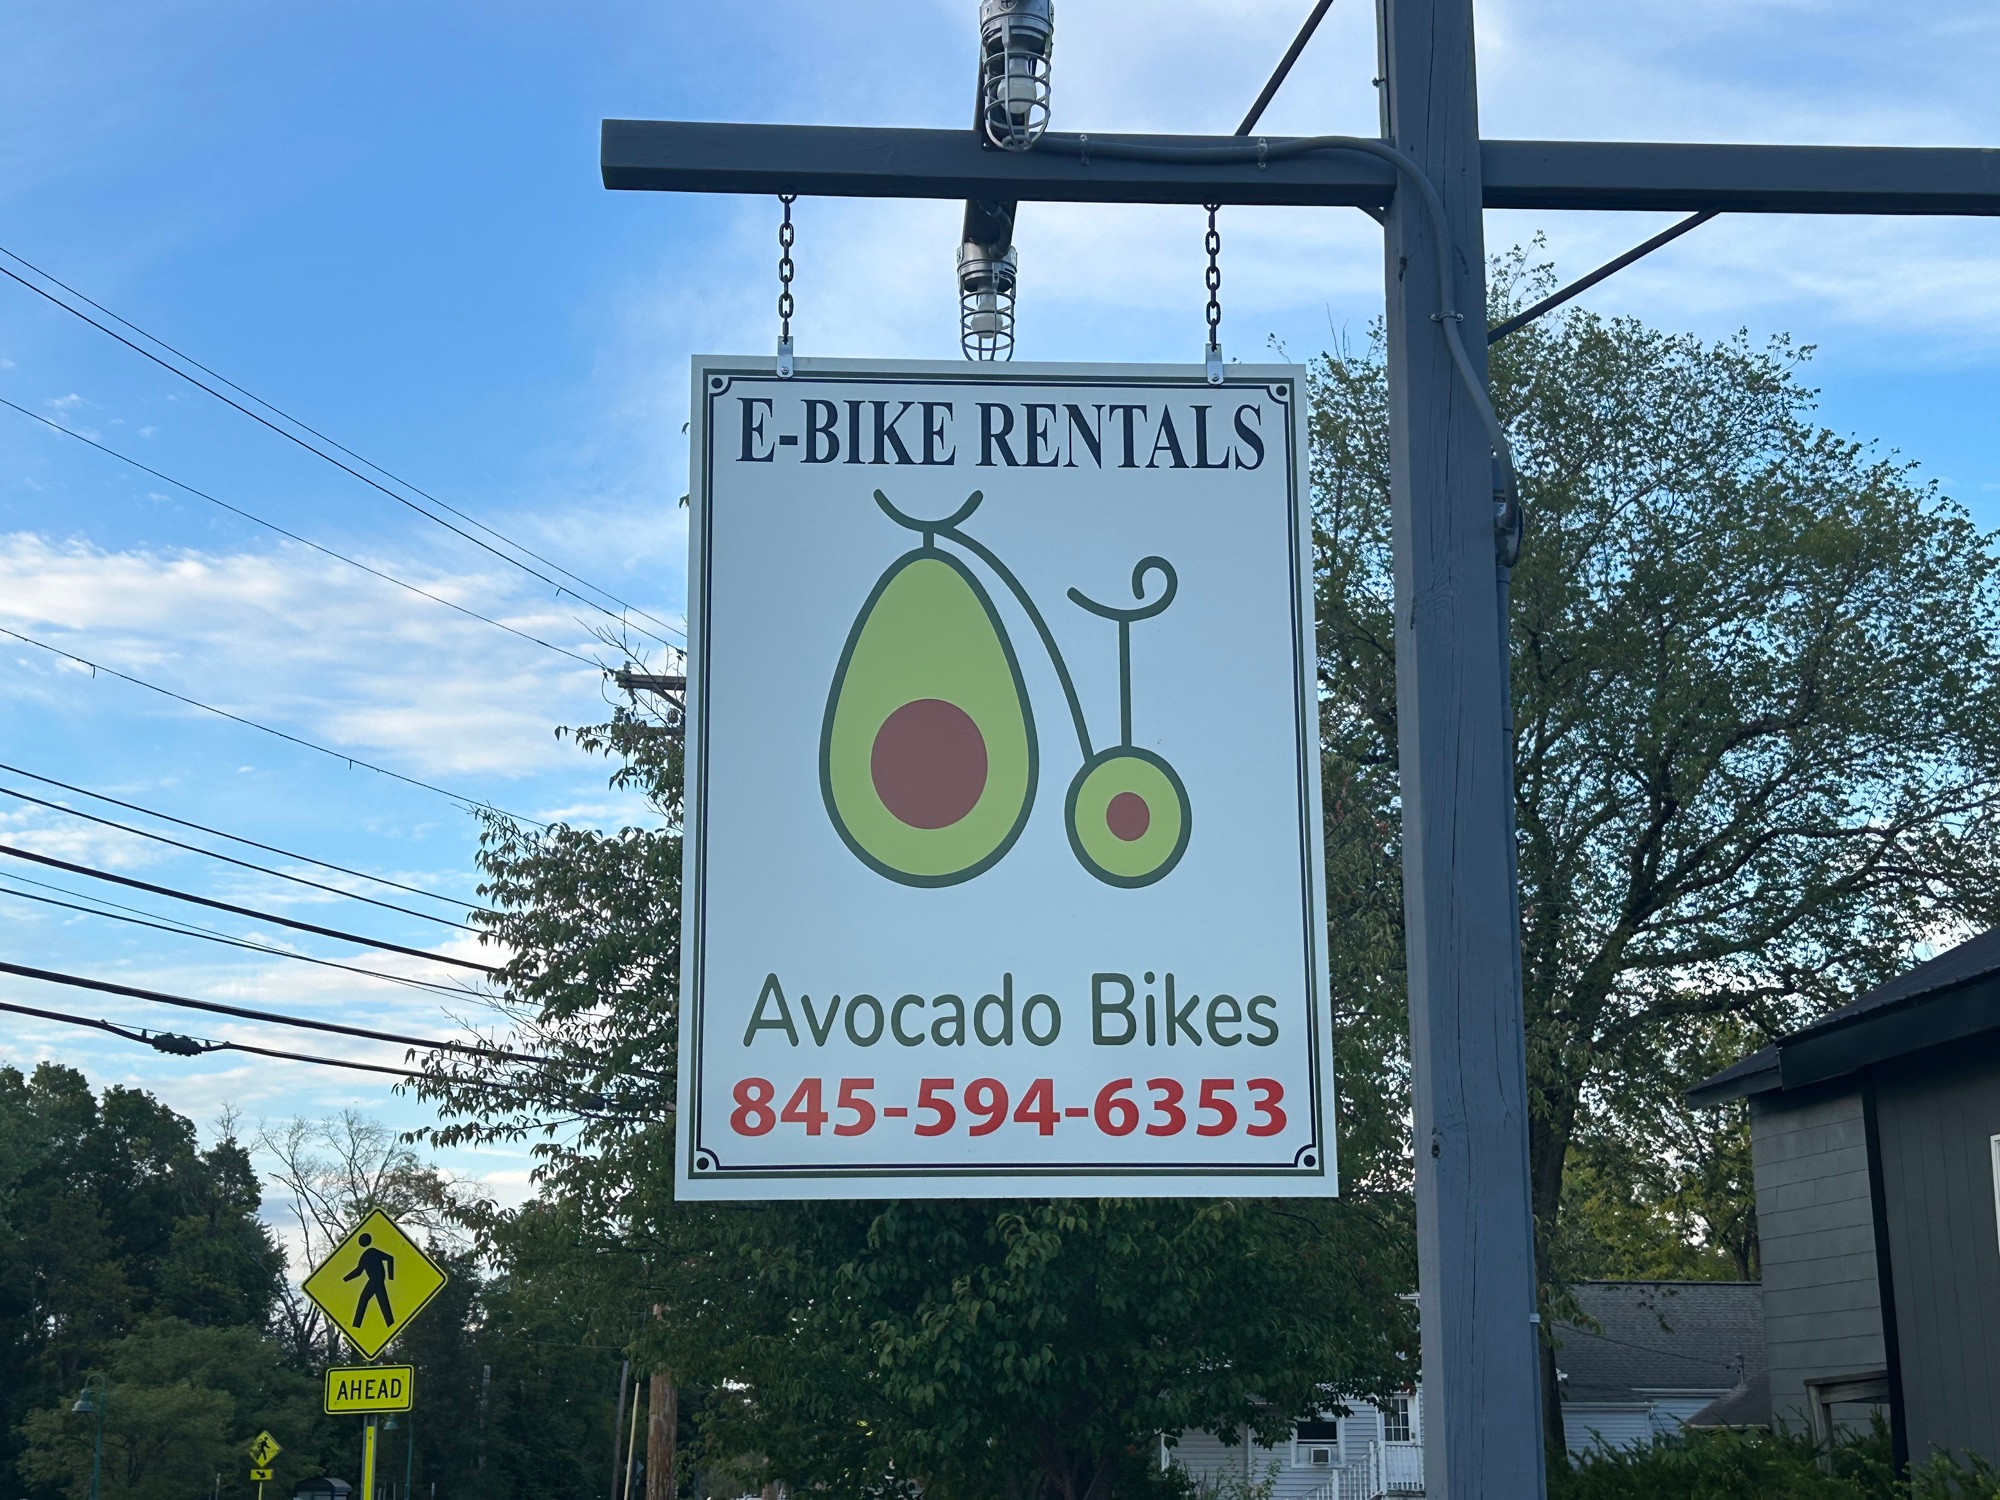 E-BIKE RENTALS
Avocado Bikes
845-594-6353
AHEAD